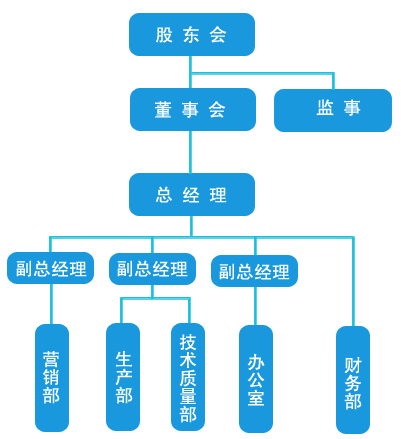 股东会
董事会
监事
总经理
副总经理
副总经理
副总经理
营销部
生产部
技术质量部
办公室
财务部